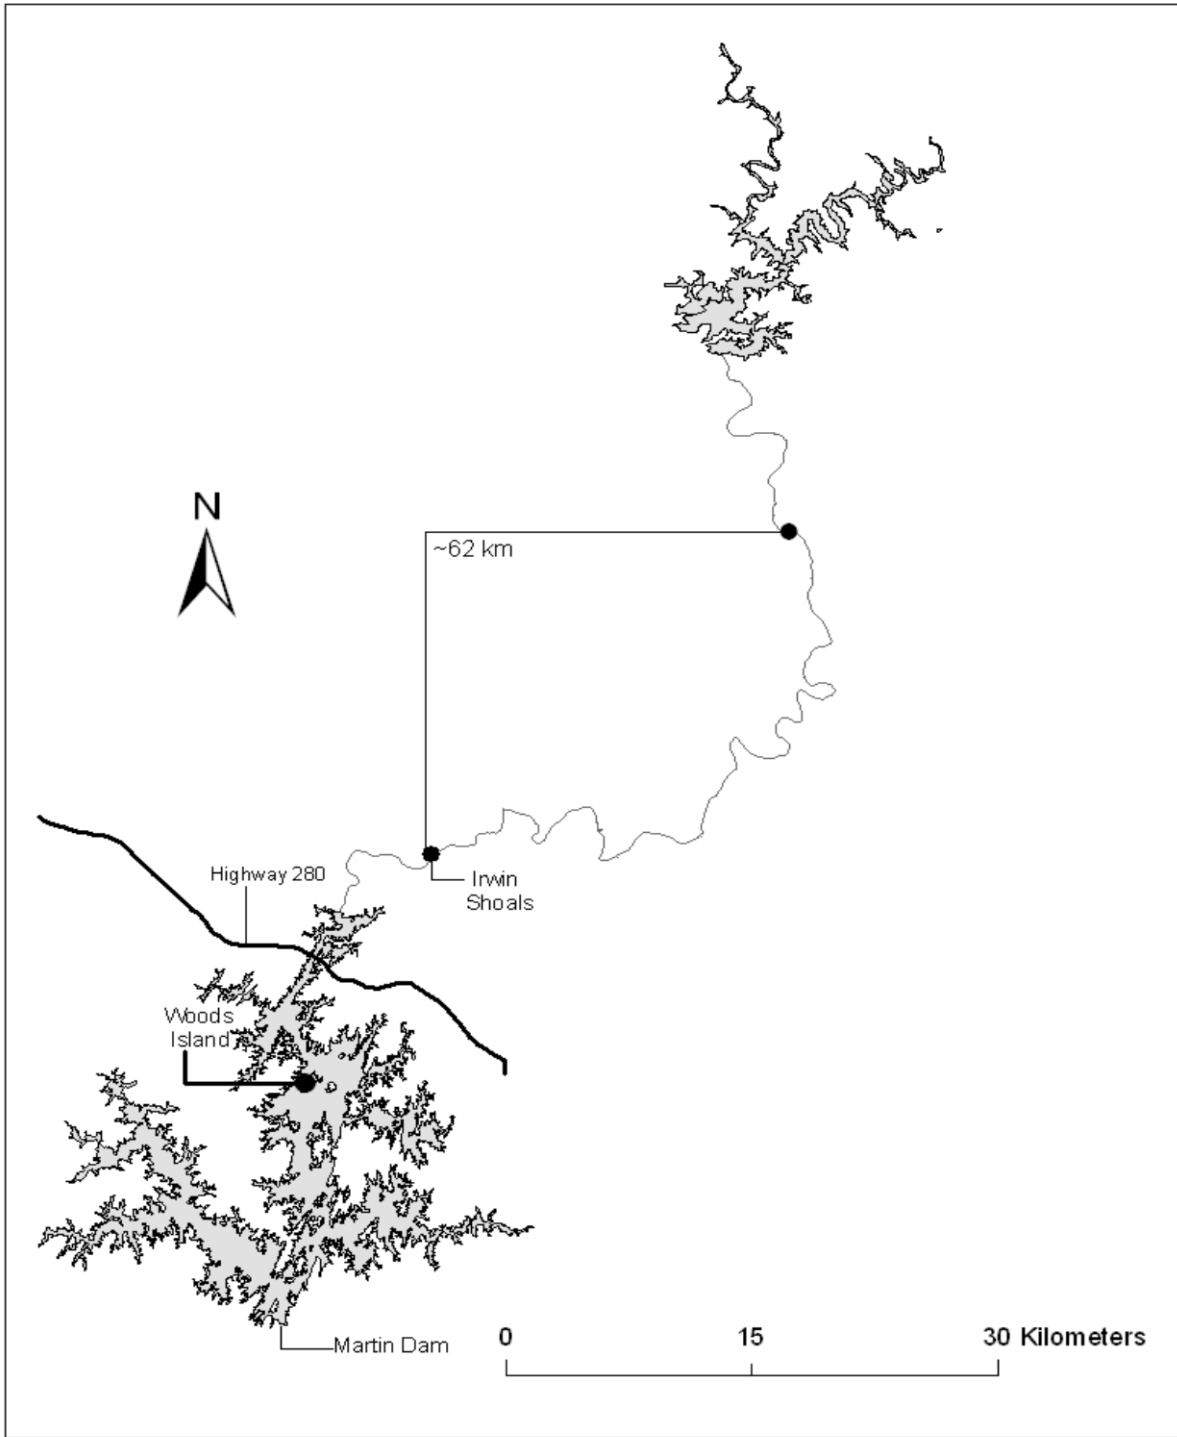 N
~62 km
Highway 280
Irwin
Shoals
Woods
Island
Martin Dam
0 15 30 Kilometers